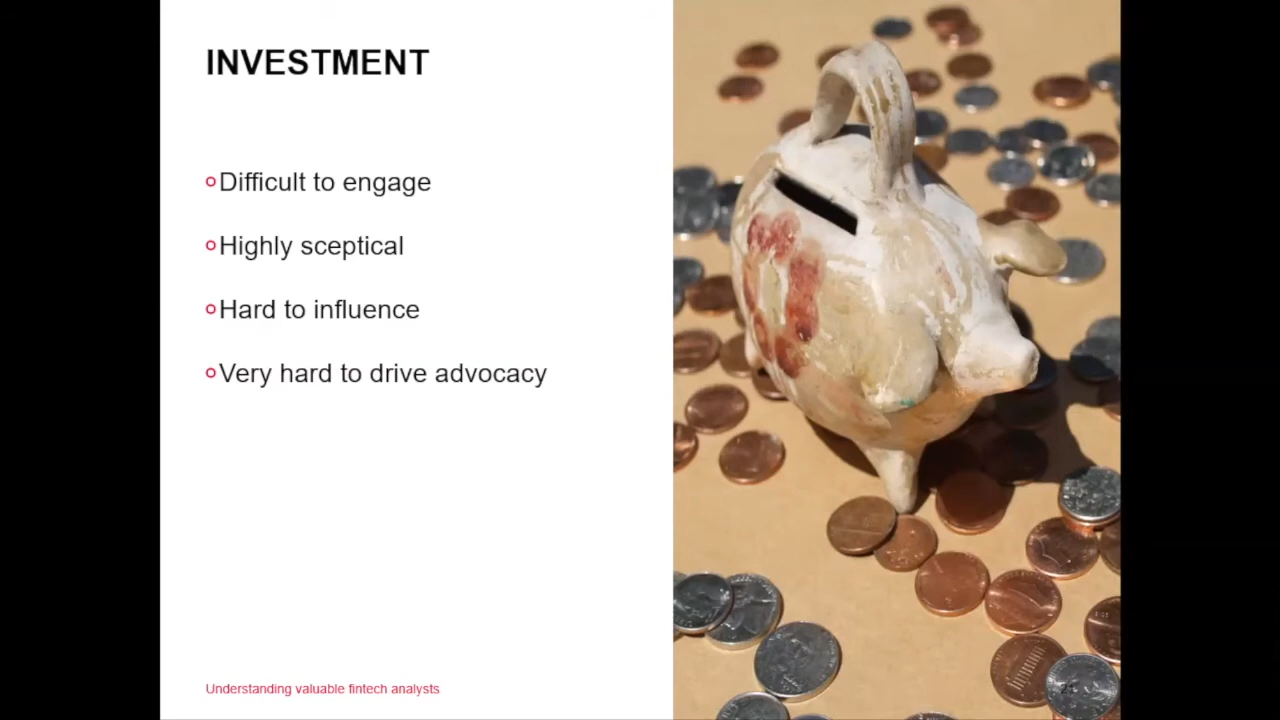 INVESTMENT
Difficult to engage
Highly sceptical
Hard to influence
Very hard to drive advocacy
Understanding valuable fintech analysts